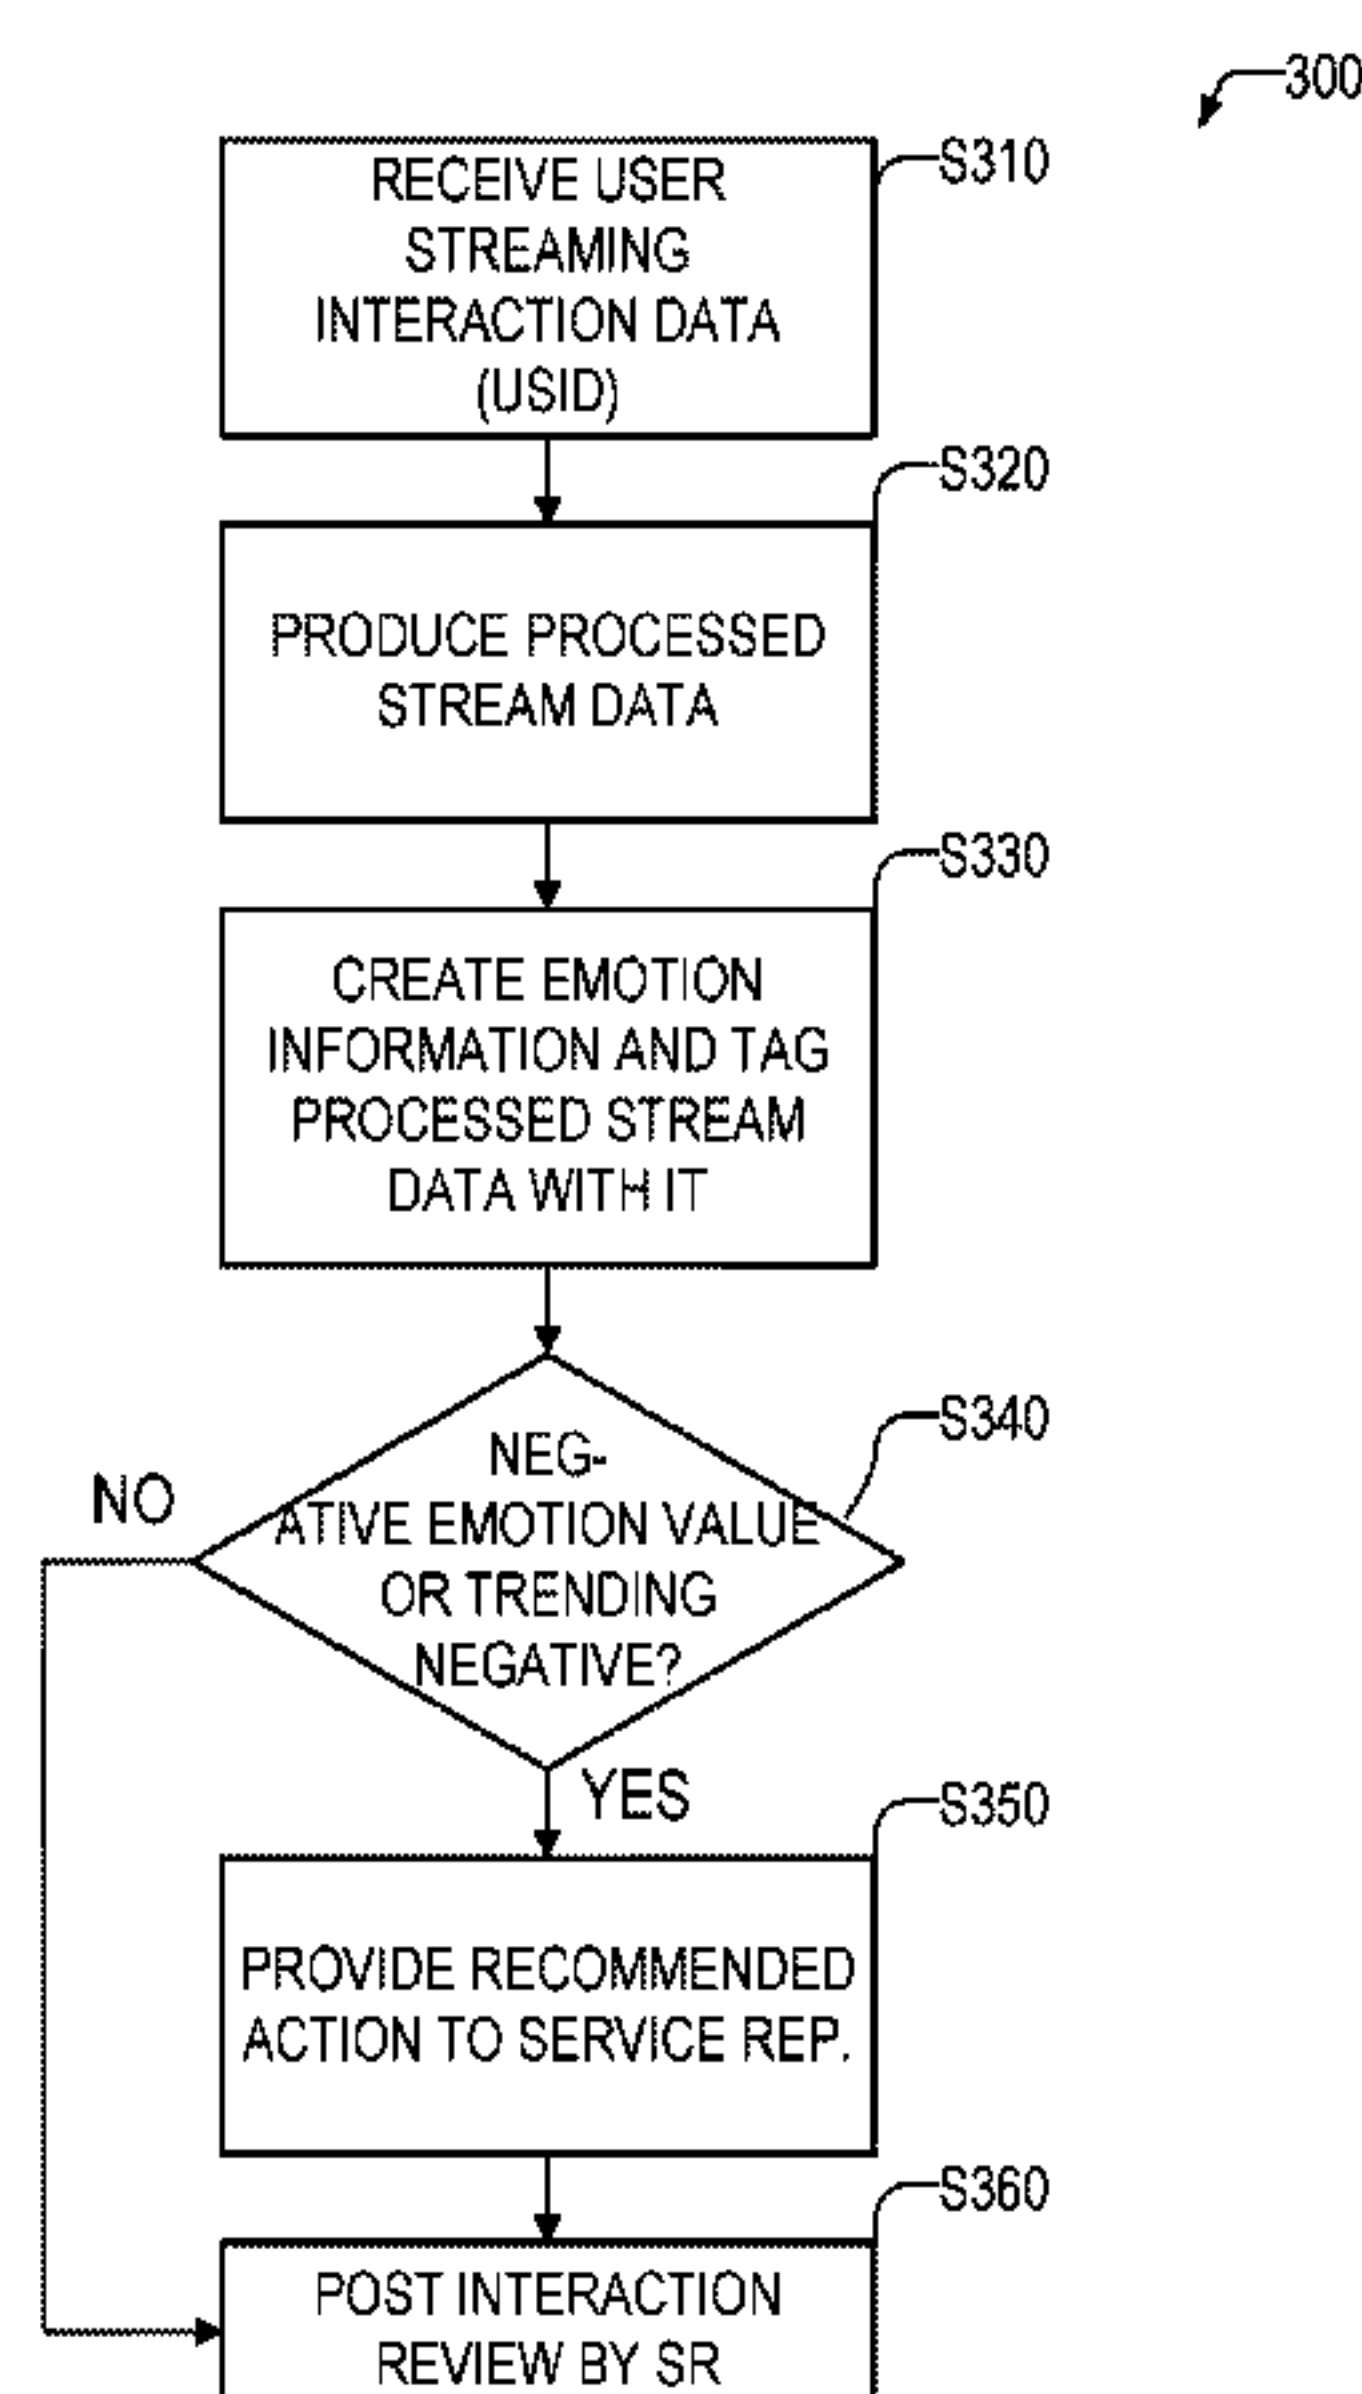 300
S310
RECEIVE USER
STREAMING
INTERACTION DATA
(USID)
S320
PRODUCE PROCESSED
STREAM DATA
S330
CREATE EMOTION
INFORMATION AND TAG
PROCESSED STREAM
DATA WITH IT
S340
NEG-
NO
ATIVE EMOTION VALUE
OR TRENDING
NEGATIVE?
YES
S350
PROVIDE RECOMMENDED
ACTION TO SERVICE REP.
S360
POST INTERACTION
REVIEW BY SR